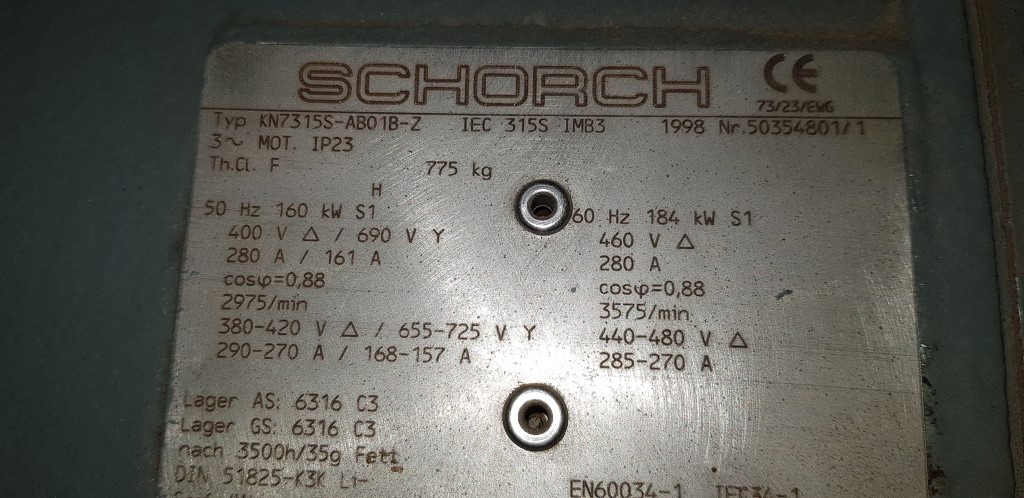 SCHORCH CE
73/23/EWG
Typ KN7315S-AB01B-Z IEC 315S IMB3 1998 Nr.50354801/1
3~ MOT. IP23
Th.Cl. F 775 kg
H
50 Hz 160 kW S1 60 Hz 184 kW S1
400 V △ / 690 V Y 460 V △
280 A / 161 A 280 A
cosφ=0,88 cosφ=0,88
2975/min 3575/min
380-420 V △ / 655-725 V Y 440-480 V △
290-270 A / 168-157 A 285-270 A
Lager AS: 6316 C3
Lager GS: 6316 C3
nach 3500h/35g Fett
DIN 51825-K3K Li-
EN60034-1 IEC34-1